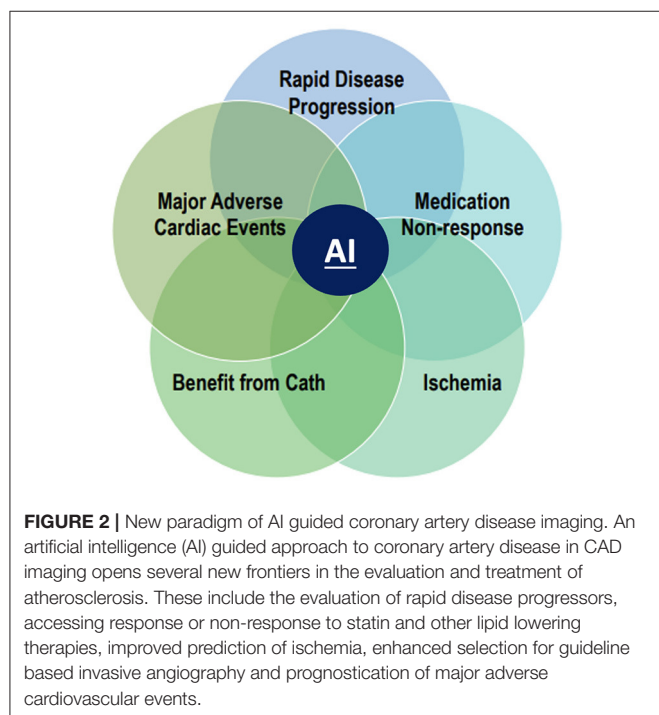 Rapid Disease
Progression
Major Adverse
Cardiac Events
Medication
Non-response
AI
Benefit from Cath
Ischemia
FIGURE 2 | New paradigm of AI guided coronary artery disease imaging. An
artificial intelligence (AI) guided approach to coronary artery disease in CAD
imaging opens several new frontiers in the evaluation and treatment of
atherosclerosis. These include the evaluation of rapid disease progressors,
accessing response or non-response to statin and other lipid lowering
therapies, improved prediction of ischemia, enhanced selection for guideline
based invasive angiography and prognostication of major adverse
cardiovascular events.